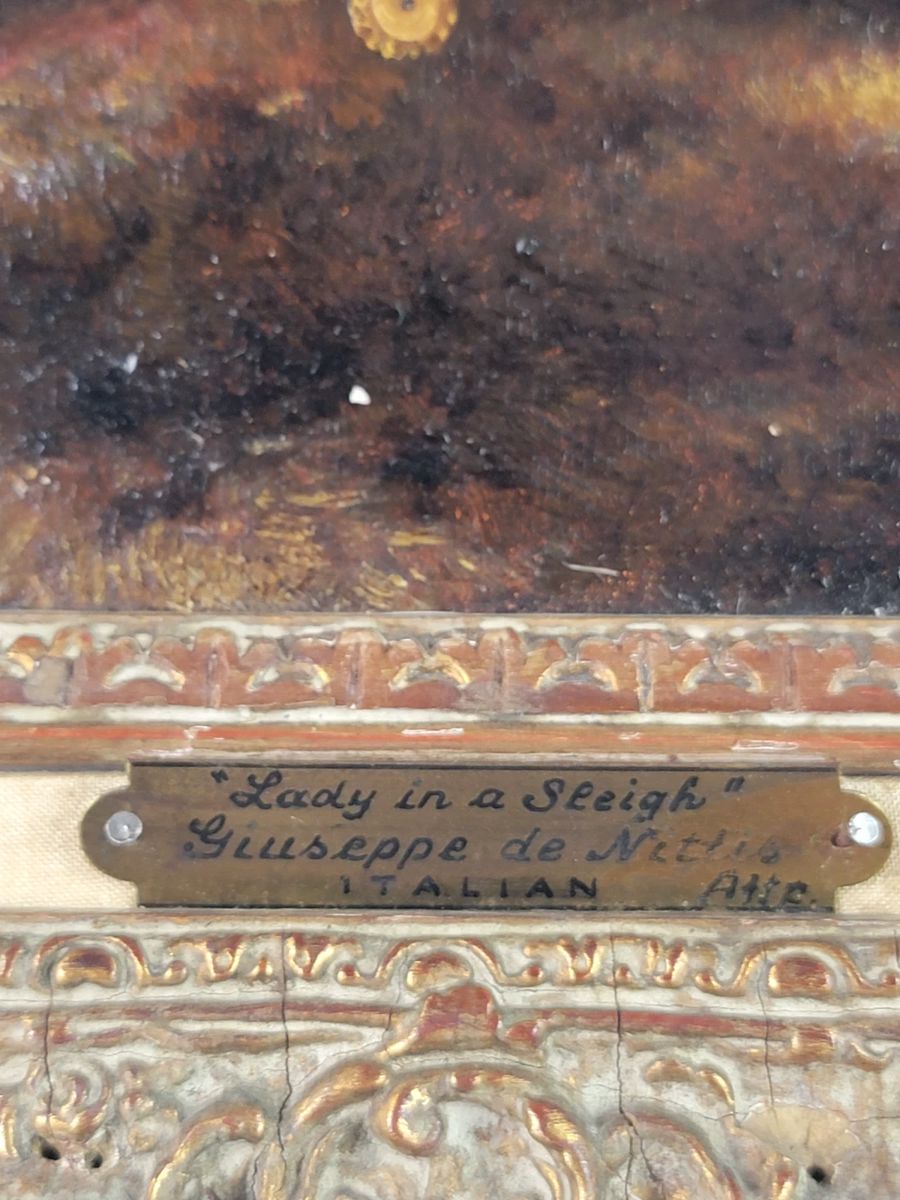 "Lady in a Sleigh"
Giuseppe de Nittis
ITALIAN Attr.